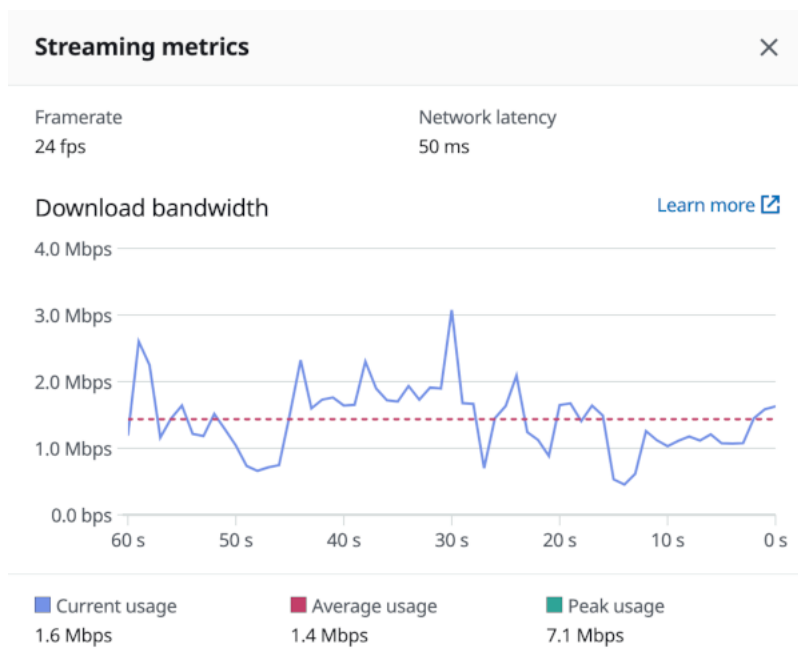 Streaming metrics
Framerate
Network latency
24 fps
50 ms
Download bandwidth
Learn more
4.0 Mbps
3.0 Mbps
2.0 Mbps
1.0 Mbps
0.0 bps
60 s 50 s 40 s 30 s 20 s 10 s 0 s
Current usage
Average usage
Peak usage
1.6 Mbps
1.4 Mbps
7.1 Mbps